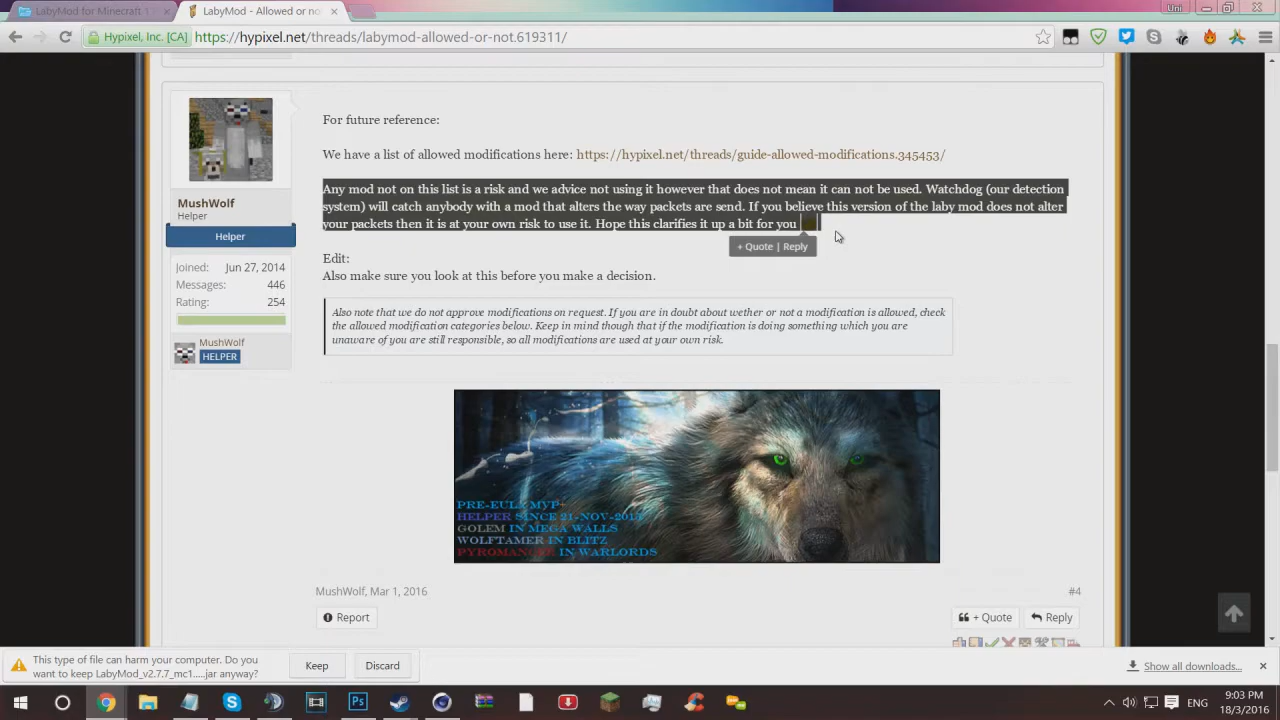 LabyMod for Minecraft 1
LabyMod - Allowed or no
Uni
Hypixel, Inc. [CA]
https://hypixel.net/threads/labymod-allowed-or-not.619311/
MushWolf
Helper
Helper
Joined: Jun 27, 2014
Messages: 446
Rating: 254
MushWolf
HELPER
For future reference:
We have a list of allowed modifications here: https://hypixel.net/threads/guide-allowed-modifications.345453/
Any mod not on this list is a risk and we advice not using it however that does not mean it can not be used. Watchdog (our detection
system) will catch anybody with a mod that alters the way packets are send. If you believe this version of the laby mod does not alter
your packets then it is at your own risk to use it. Hope this clarifies it up a bit for you
+ Quote | Reply
Edit:
Also make sure you look at this before you make a decision.
Also note that we do not approve modifications on request. If you are in doubt about wether or not a modification is allowed, check
the allowed modification categories below. Keep in mind though that if the modification is doing something which you are
unaware of you are still responsible, so all modifications are used at your own risk.
PRE-EULA MVP+
HELPER SINCE 21-NOV-2015
GOLEM IN MEGA WALLS
WOLFTAMER IN BLITZ
PYROMANCER IN WARLORDS
MushWolf, Mar 1, 2016
#4
Report
+ Quote
Reply
This type of file can harm your computer. Do you
want to keep LabyMod_v2.7.7_mc1.....jar anyway?
Keep
Discard
Show all downloads...
ENG
9:03 PM
18/3/2016